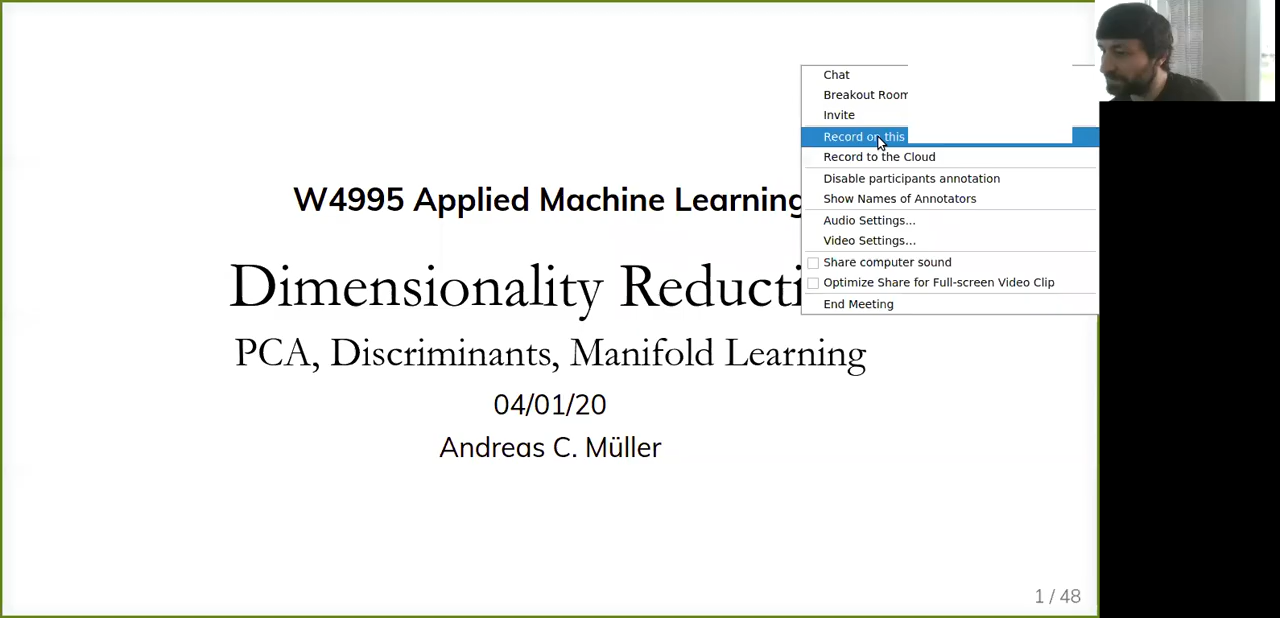 W4995 Applied Machine Learning
Dimensionality Reducti
PCA, Discriminants, Manifold Learning
04/01/20
Andreas C. Müller
1 / 48
Chat
Breakout Room
Invite
Record on this
Record to the Cloud
Disable participants annotation
Show Names of Annotators
Audio Settings...
Video Settings...
Share computer sound
Optimize Share for Full-screen Video Clip
End Meeting